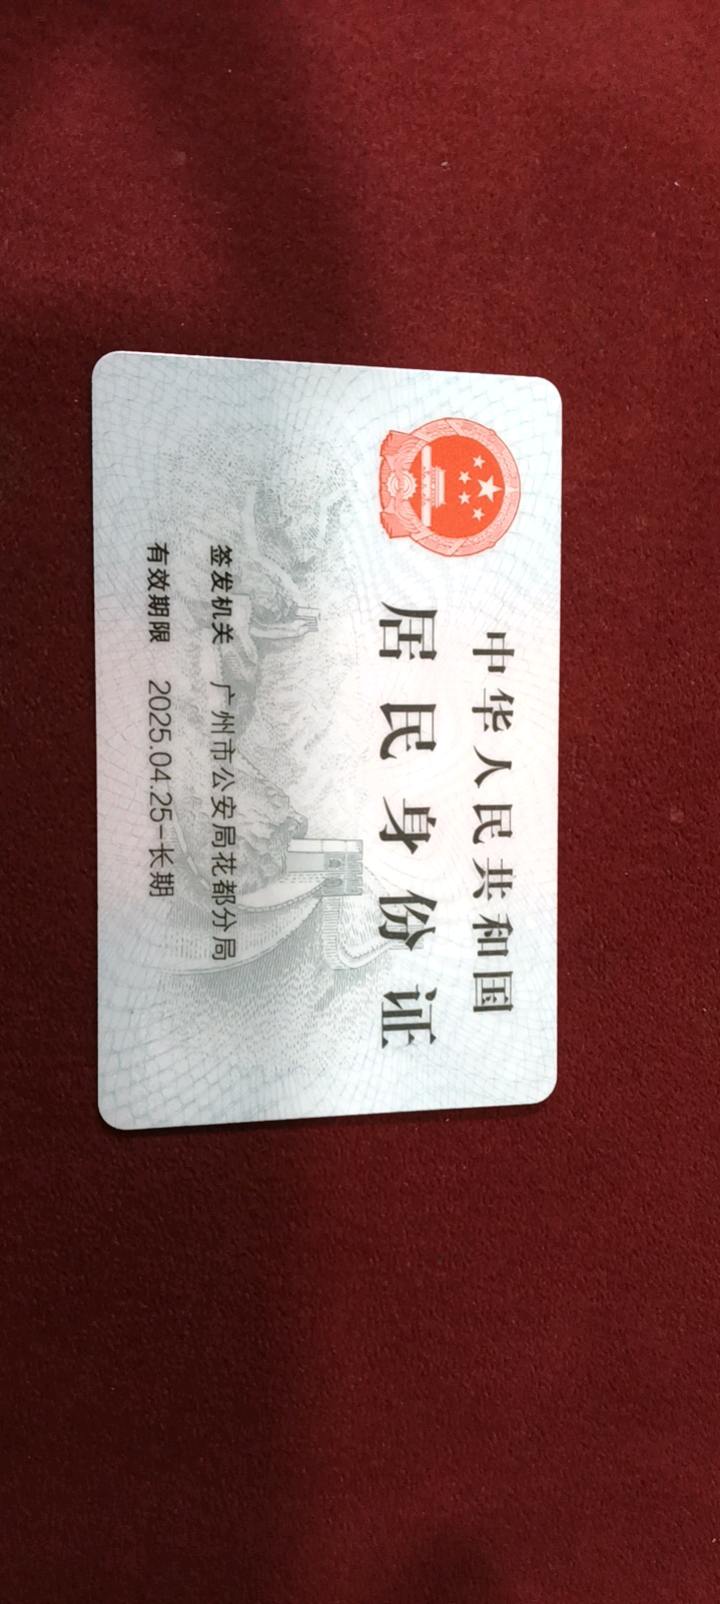 中华人民共和国
居民身份证
签发机关 广州市公安局花都分局
有效期限 2025.04.25-长期